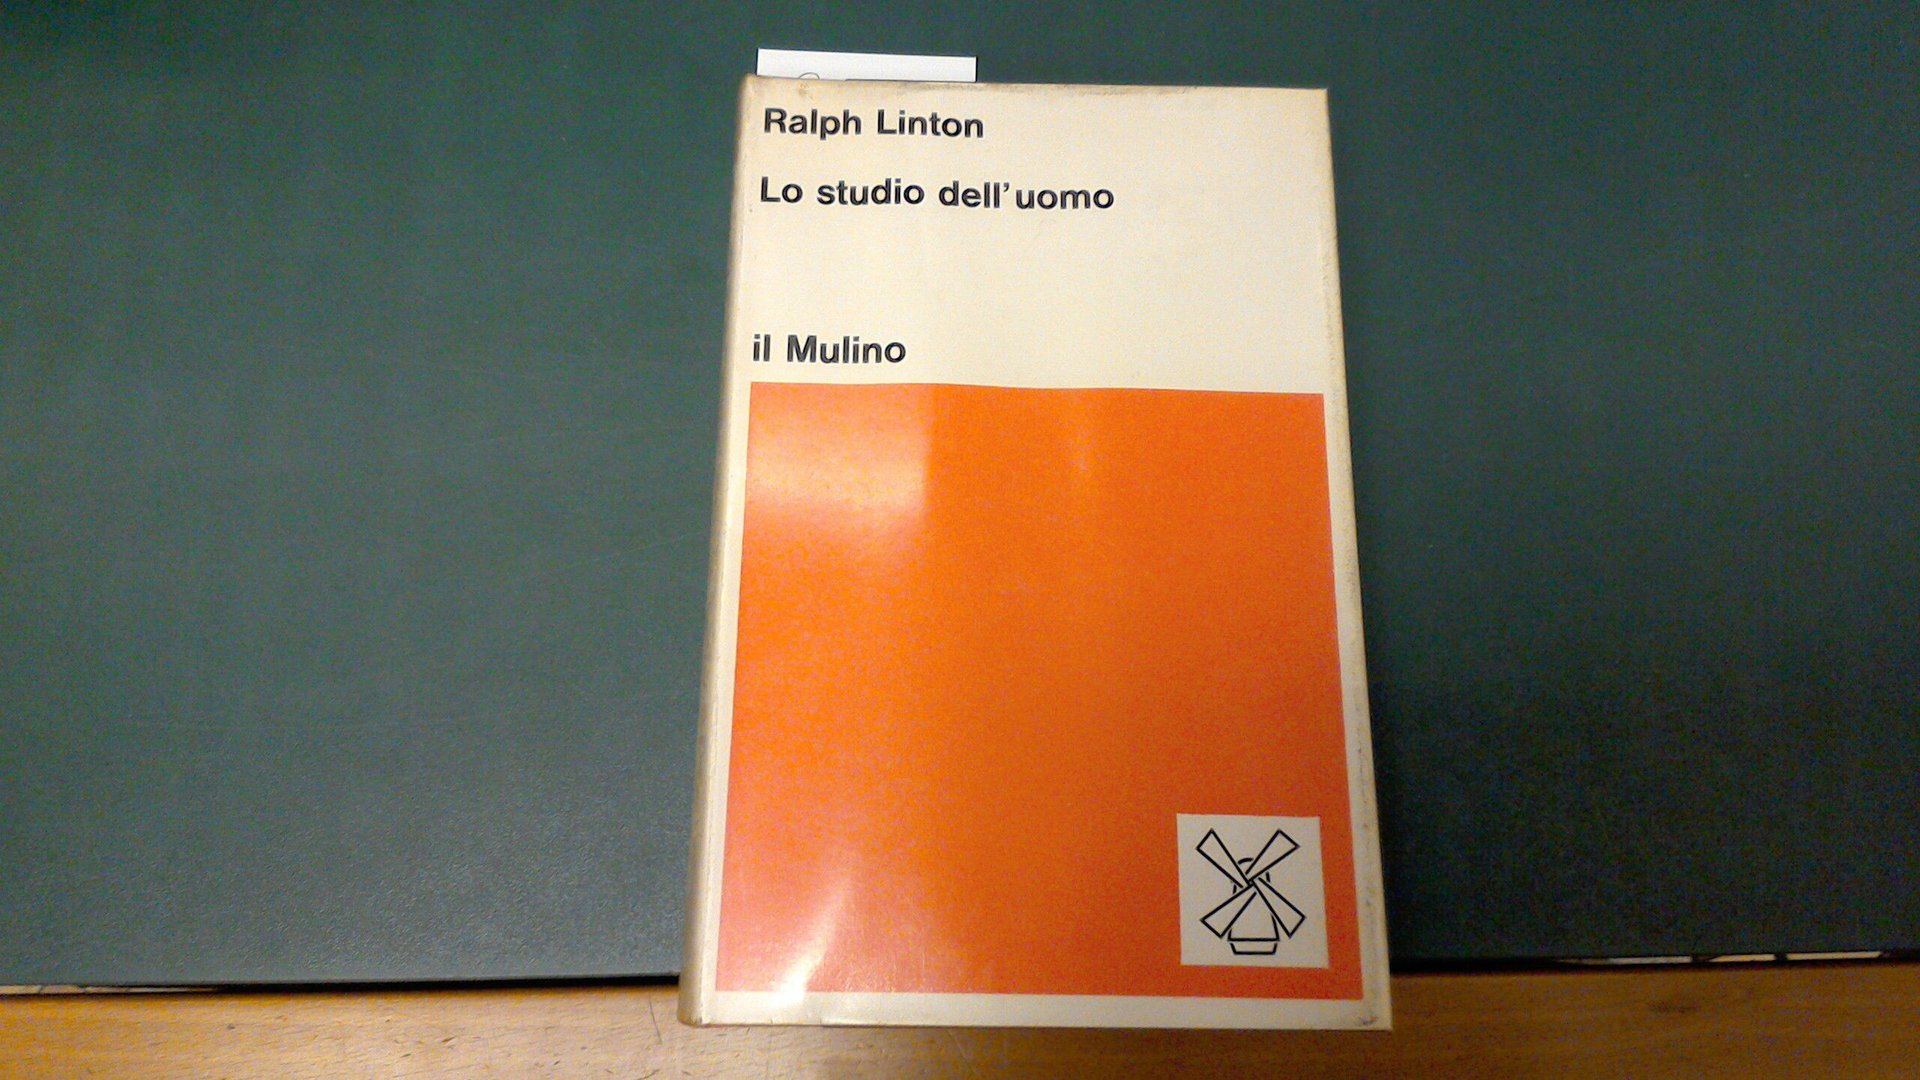 Ralph Linton
Lo studio dell'uomo
il Mulino